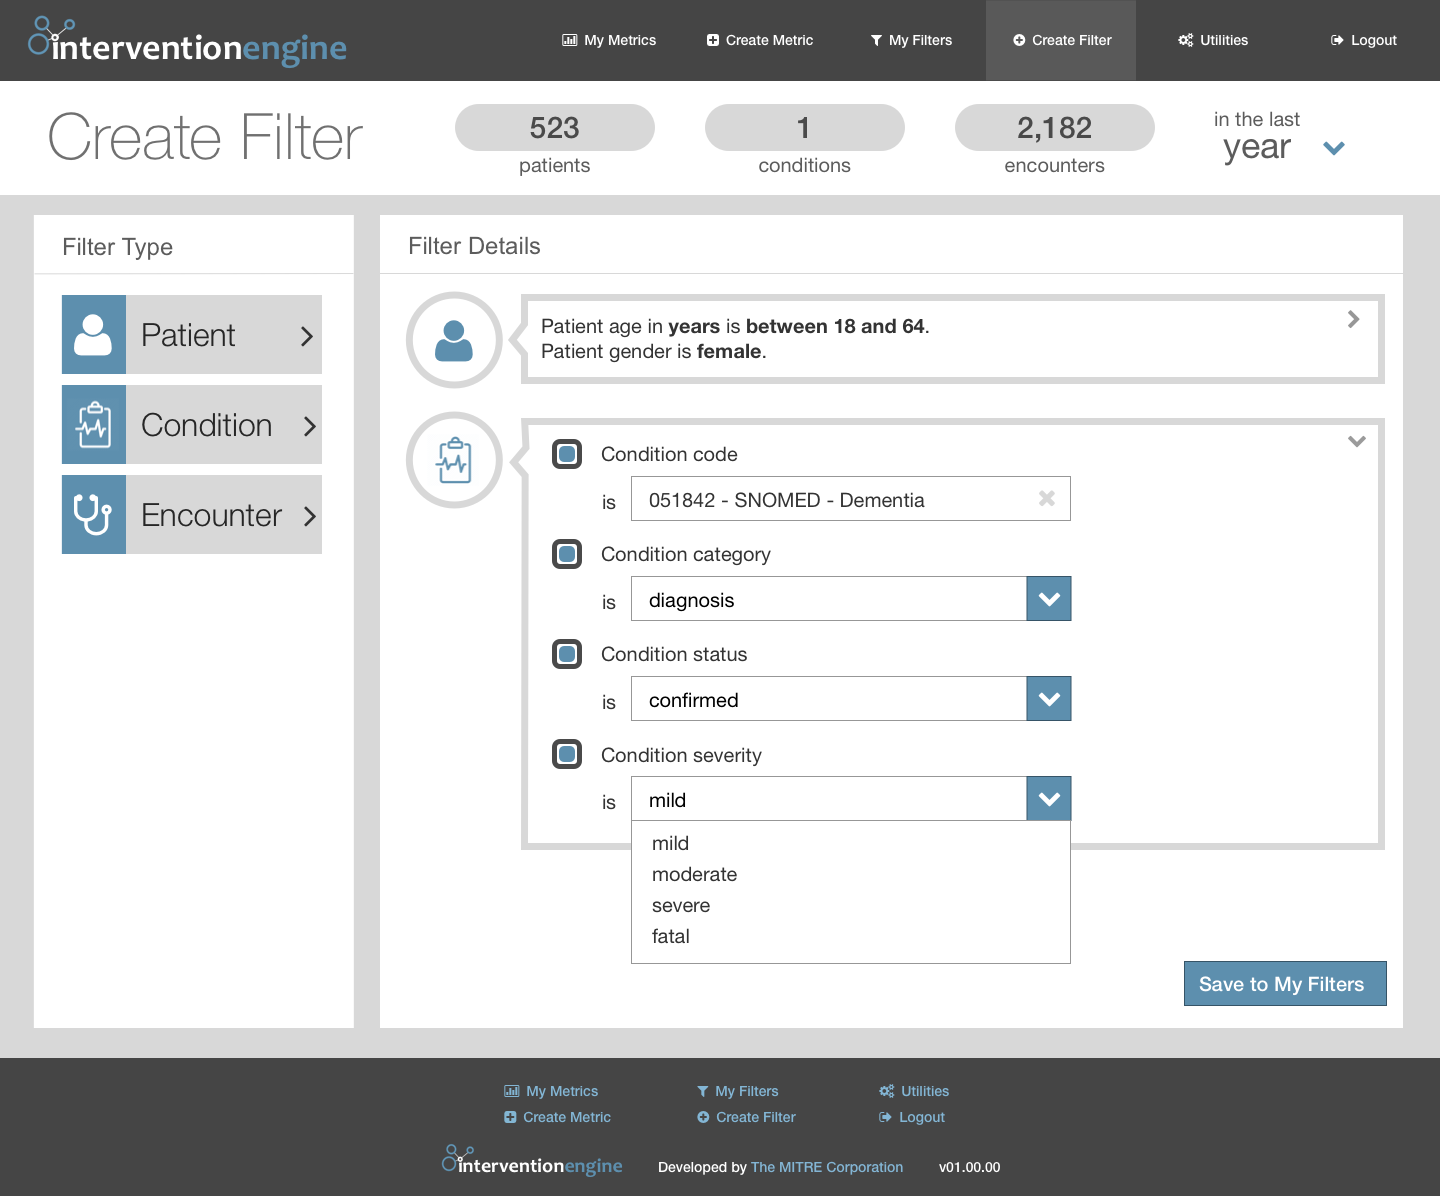 interventionengine
My Metrics
Create Metric
My Filters
Create Filter
Utilities
Logout
Create Filter
523
patients
1
conditions
2,182
encounters
in the last
year
Filter Type
Patient
Condition
Encounter
Filter Details
Patient age in years is between 18 and 64.
Patient gender is female.
Condition code
is 051842 - SNOMED - Dementia
Condition category
is diagnosis
Condition status
is confirmed
Condition severity
is mild
mild
moderate
severe
fatal
Save to My Filters
My Metrics
My Filters
Utilities
Create Metric
Create Filter
Logout
interventionengine
Developed by The MITRE Corporation
v01.00.00